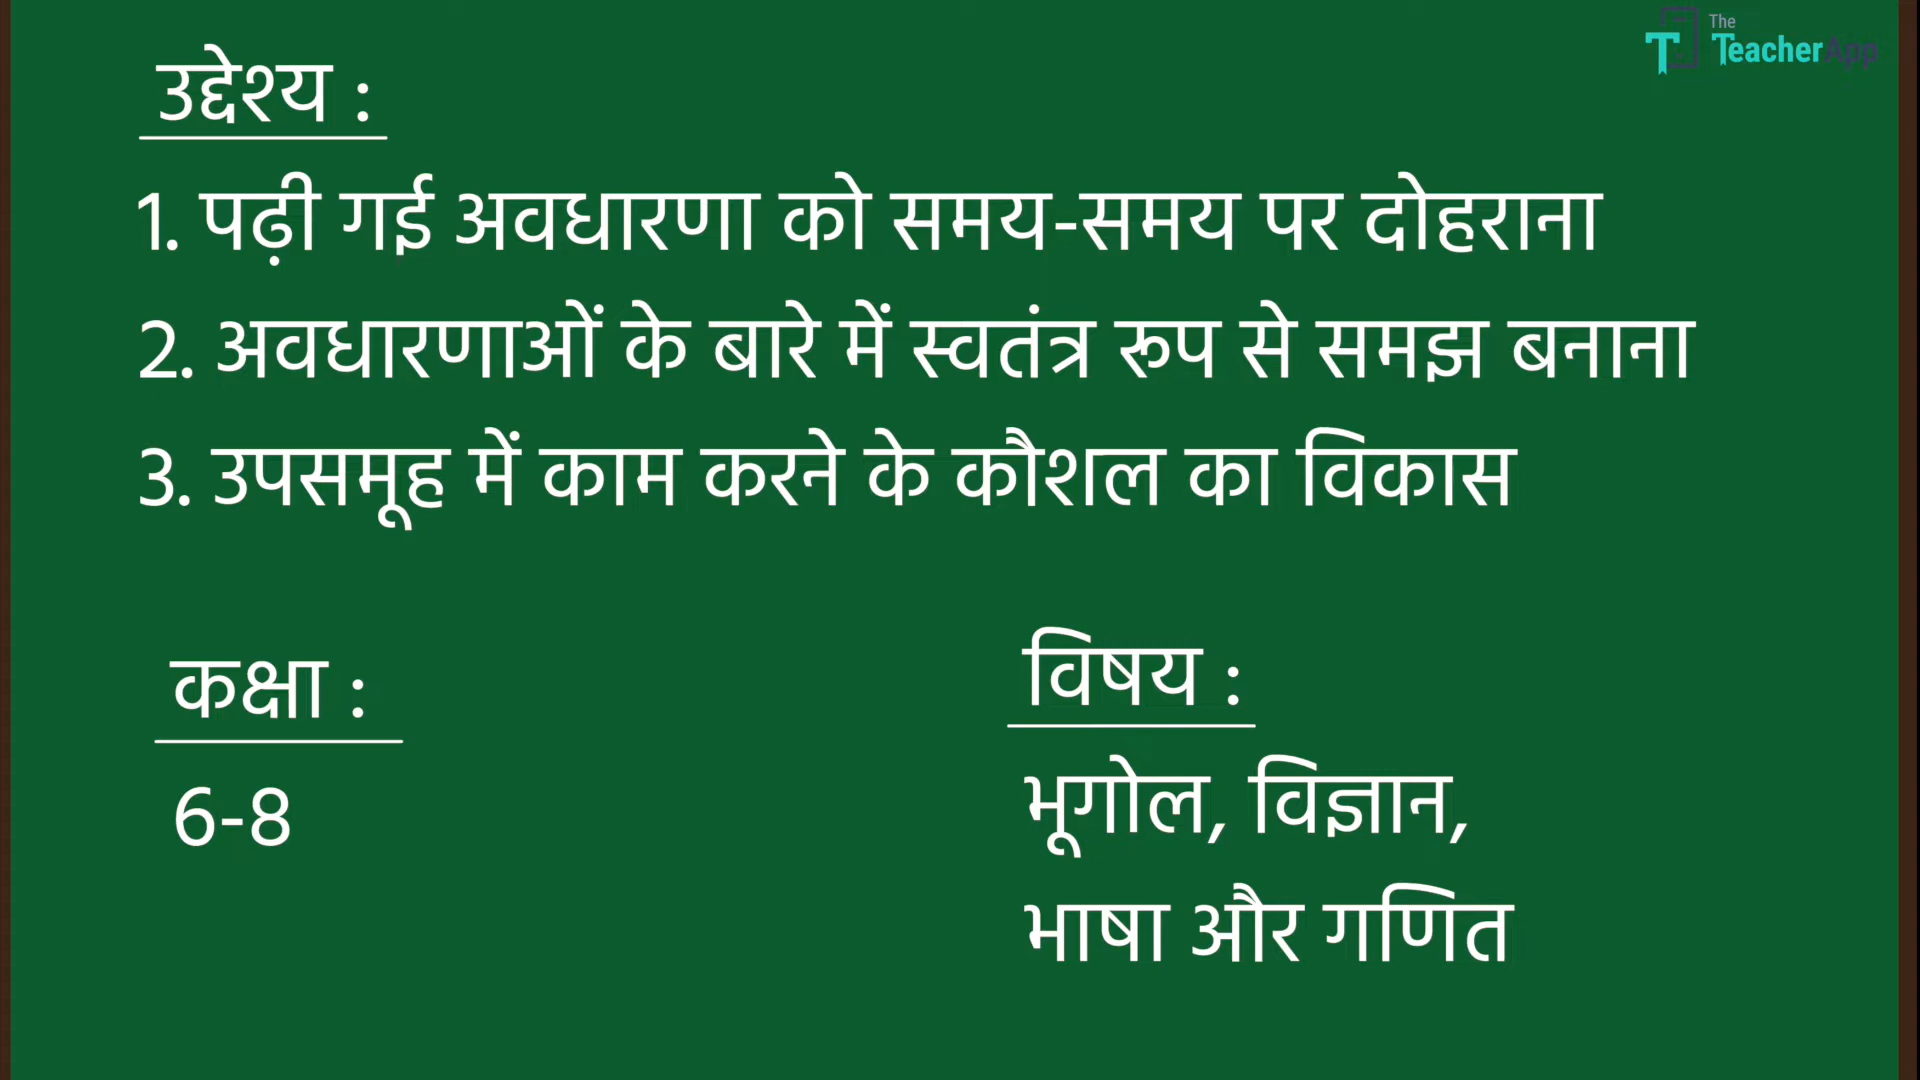 The
TeacherApp
उद्देश्य :
1. पढ़ी गई अवधारणा को समय-समय पर दोहराना
2. अवधारणाओं के बारे में स्वतंत्र रूप से समझ बनाना
3. उपसमूह में काम करने के कौशल का विकास
कक्षा :
6-8
विषय :
भूगोल, विज्ञान,
भाषा और गणित